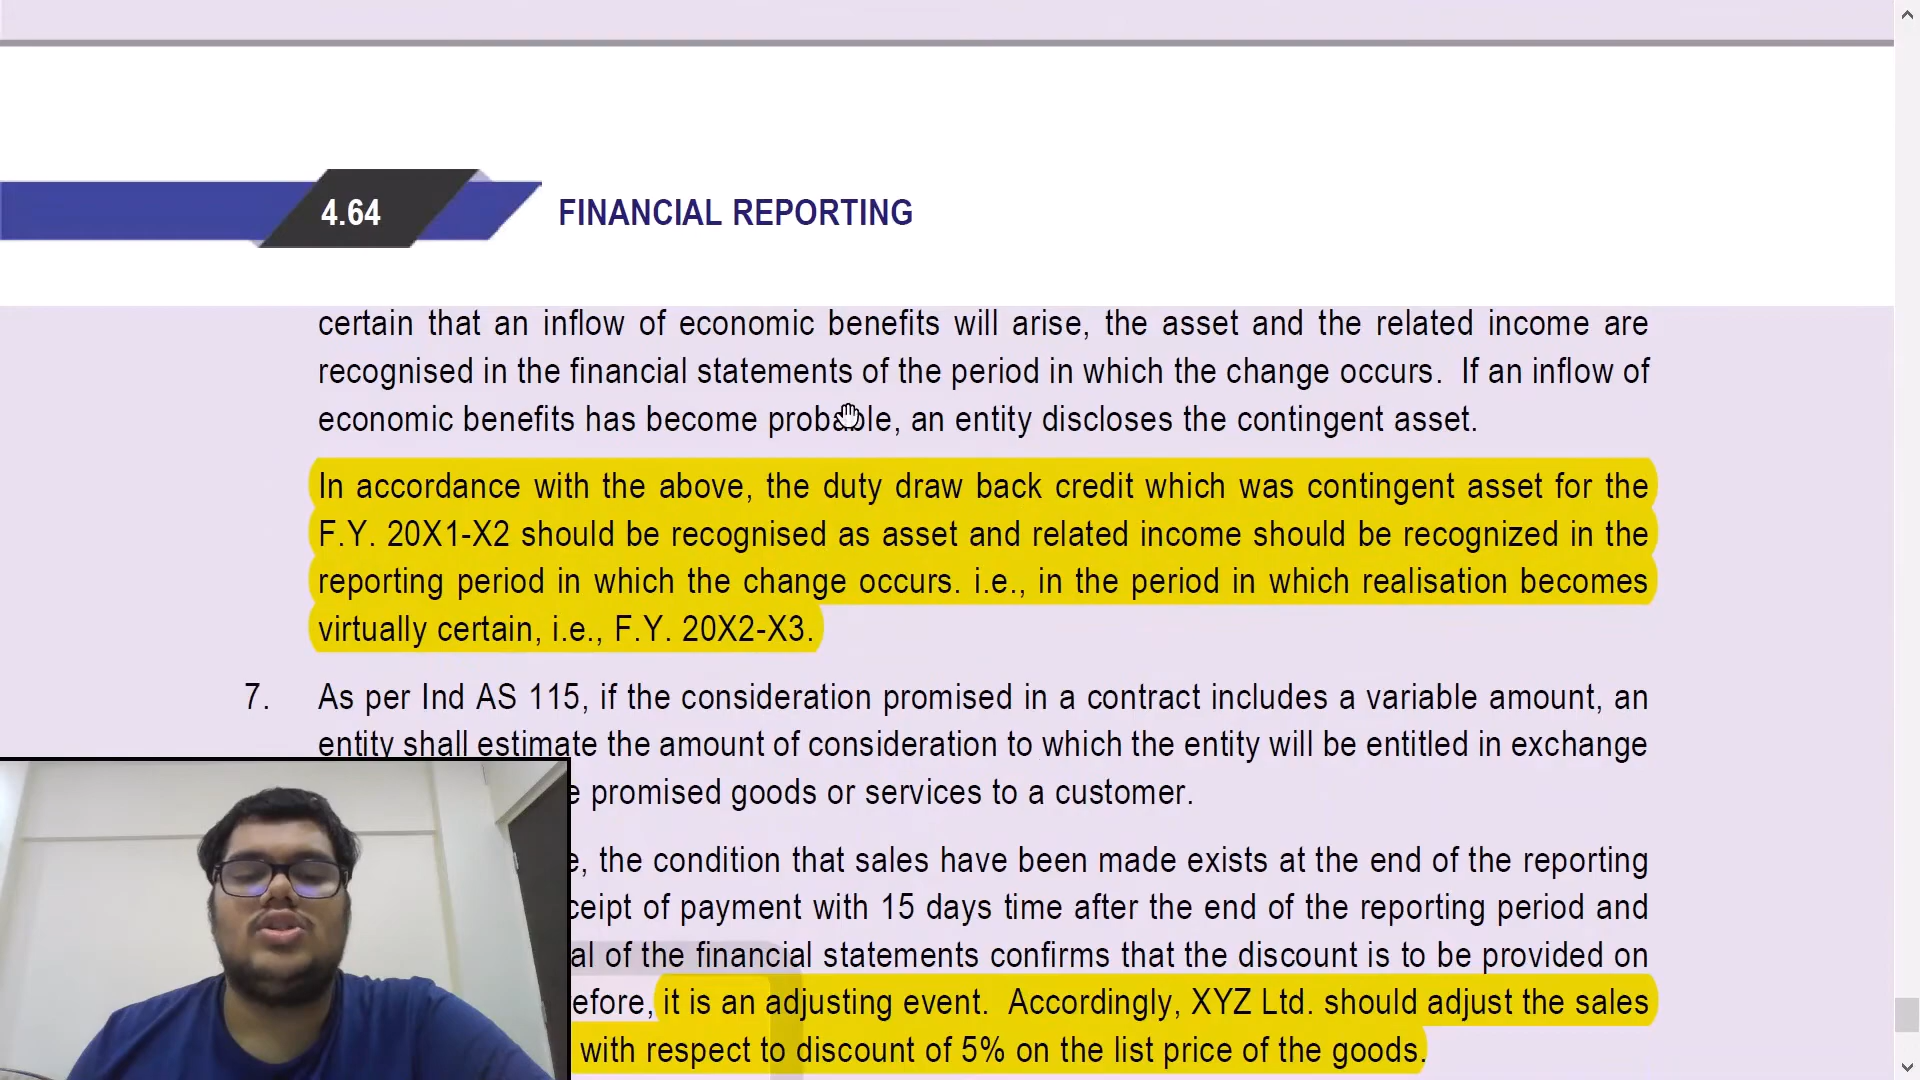 4.64 FINANCIAL REPORTING
certain that an inflow of economic benefits will arise, the asset and the related income are
recognised in the financial statements of the period in which the change occurs. If an inflow of
economic benefits has become probable, an entity discloses the contingent asset.
In accordance with the above, the duty draw back credit which was contingent asset for the
F.Y. 20X1-X2 should be recognised as asset and related income should be recognized in the
reporting period in which the change occurs. i.e., in the period in which realisation becomes
virtually certain, i.e., F.Y. 20X2-X3.
7. As per Ind AS 115, if the consideration promised in a contract includes a variable amount, an
entity shall estimate the amount of consideration to which the entity will be entitled in exchange
promised goods or services to a customer.
the condition that sales have been made exists at the end of the reporting
of payment with 15 days time after the end of the reporting period and
of the financial statements confirms that the discount is to be provided on
it is an adjusting event. Accordingly, XYZ Ltd. should adjust the sales
with respect to discount of 5% on the list price of the goods.